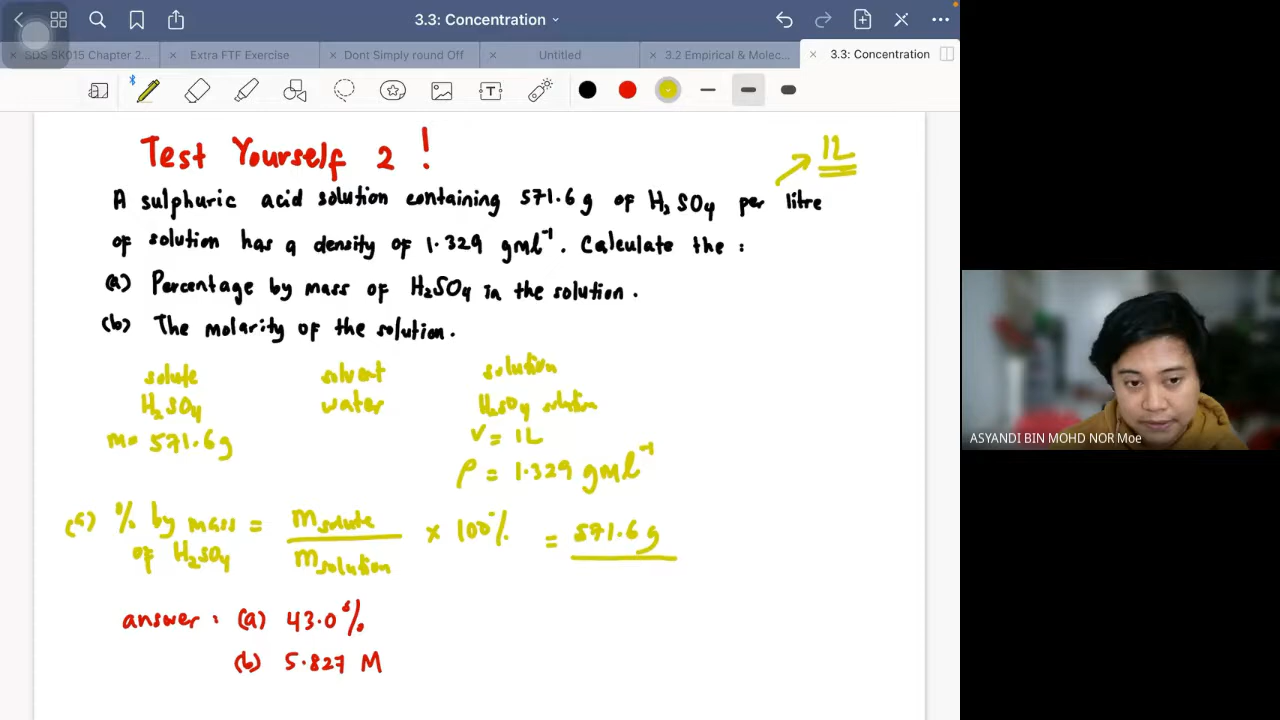 3.3: Concentration
SDS SK015 Chapter 2...
Extra FTF Exercise
Dont Simply round Off
Untitled
3.2 Empirical & Molec...
3.3: Concentration
Test Yourself 2 !
1L
A sulphuric acid solution containing 571.6 g of H₂SO₄ per litre
of solution has a density of 1.329 gml⁻¹. Calculate the :
(a) Percentage by mass of H₂SO₄ in the solution.
(b) The molarity of the solution.
solute solvent solution
H₂SO₄ water H₂SO₄ solution
m= 571.6g V = 1L
ρ = 1.329 gml⁻¹
(a) % by mass of H₂SO₄ = m solute / m solution × 100% = 571.6 g
answer : (a) 43.0%
(b) 5.827 M
ASYANDI BIN MOHD NOR Moe